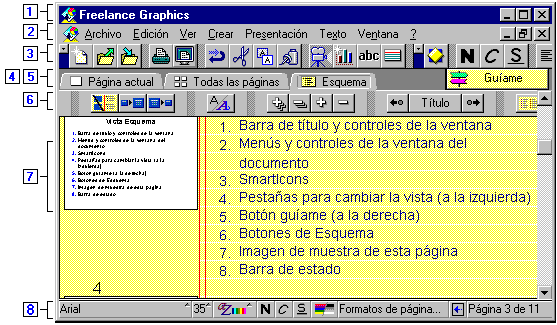 1 Freelance Graphics
2 Archivo Edición Ver Crear Presentación Texto Ventana ?
3 abc N C S
4 5 Página actual Todas las páginas Esquema Guíame
6 A A Título
Vista Esquema
1. Barra de título y controles de la ventana
2. Menús y controles de la ventana del
documento
3. SmartIcons
4. Pestañas para cambiar la vista (a la
izquierda)
5. Botón guíame (a la derecha)
6. Botones de Esquema
7. Imagen de muestra de esta página
8. Barra de estado
7
4
1. Barra de título y controles de la ventana
2. Menús y controles de la ventana del
documento
3. SmartIcons
4. Pestañas para cambiar la vista (a la izquierda)
5. Botón guíame (a la derecha)
6. Botones de Esquema
7. Imagen de muestra de esta página
8. Barra de estado
8 Arial 35 N C S Formatos de página... Página 3 de 11